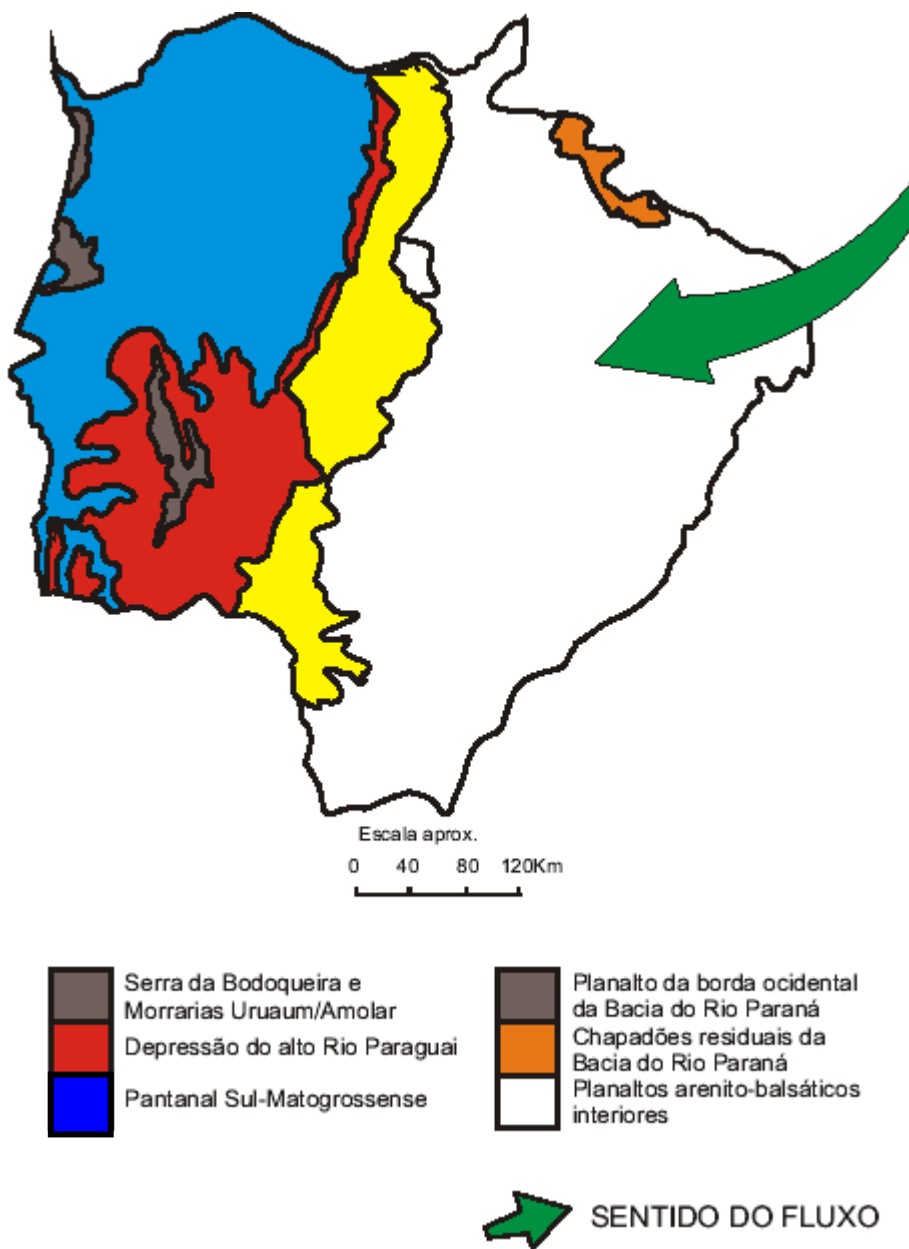 Escala aprox.
0 40 80 120Km
Serra da Bodoqueira e
Morrarias Uruaum/Amolar
Depressão do alto Rio Paraguai
Pantanal Sul-Matogrossense
Planalto da borda ocidental
da Bacia do Rio Paraná
Chapadões residuais da
Bacia do Rio Paraná
Planaltos arenito-balsáticos
interiores
SENTIDO DO FLUXO